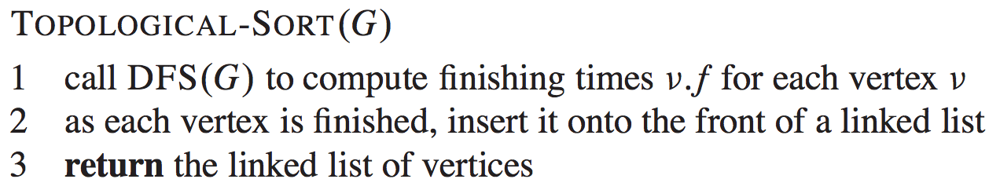 TOPOLOGICAL-SORT(G)
1 call DFS(G) to compute finishing times v.f for each vertex v
2 as each vertex is finished, insert it onto the front of a linked list
3 return the linked list of vertices